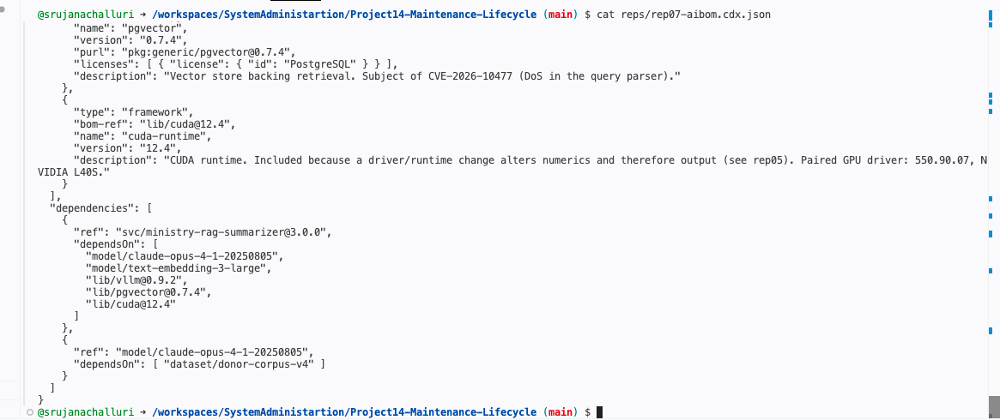 @srujanachalluri → /workspaces/SystemAdministartion/Project14-Maintenance-Lifecycle (main) $ cat reps/rep07-aibom.cdx.json
      "name": "pgvector",
      "version": "0.7.4",
      "purl": "pkg:generic/pgvector@0.7.4",
      "licenses": [ { "license": { "id": "PostgreSQL" } } ],
      "description": "Vector store backing retrieval. Subject of CVE-2026-10477 (DoS in the query parser)."
    },
    {
      "type": "framework",
      "bom-ref": "lib/cuda@12.4",
      "name": "cuda-runtime",
      "version": "12.4",
      "description": "CUDA runtime. Included because a driver/runtime change alters numerics and therefore output (see rep05). Paired GPU driver: 550.90.07, N
VIDIA L40S."
    }
  ],
  "dependencies": [
    {
      "ref": "svc/ministry-rag-summarizer@3.0.0",
      "dependsOn": [
        "model/claude-opus-4-1-20250805",
        "model/text-embedding-3-large",
        "lib/vllm@0.9.2",
        "lib/pgvector@0.7.4",
        "lib/cuda@12.4"
      ]
    },
    {
      "ref": "model/claude-opus-4-1-20250805",
      "dependsOn": [ "dataset/donor-corpus-v4" ]
    }
  ]
}
@srujanachalluri → /workspaces/SystemAdministartion/Project14-Maintenance-Lifecycle (main) $